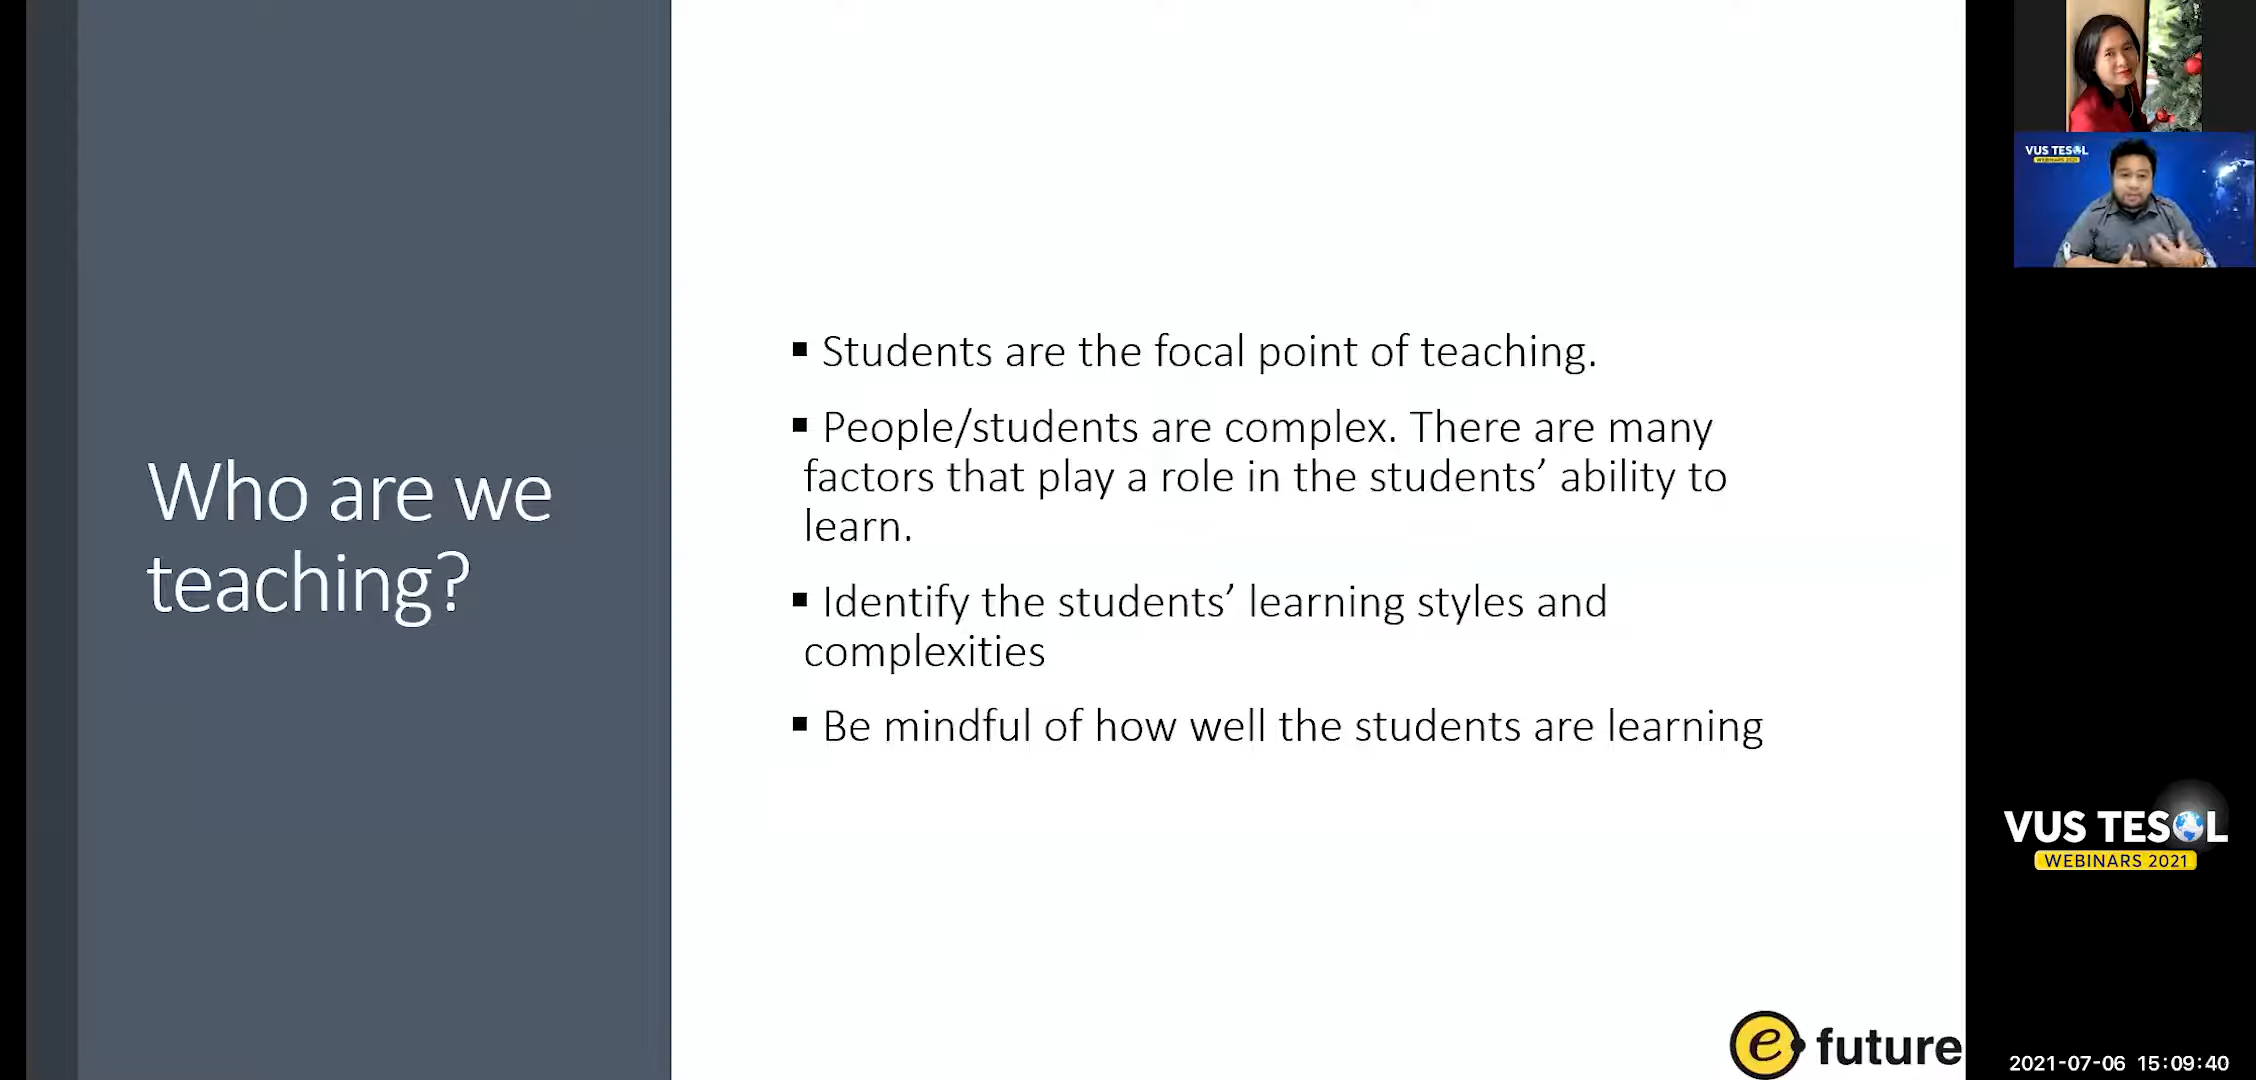 Who are we
teaching?
▪ Students are the focal point of teaching.
▪ People/students are complex. There are many
factors that play a role in the students’ ability to
learn.
▪ Identify the students’ learning styles and
complexities
▪ Be mindful of how well the students are learning
e future
VUS TESOL
WEBINARS 2021
VUS TESOL
WEBINARS 2021
2021-07-06 15:09:40